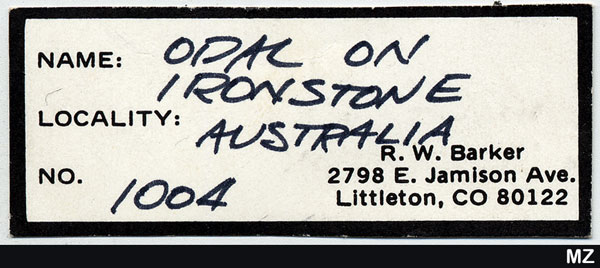 NAME: OPAL ON
IRONSTONE
LOCALITY: AUSTRALIA
R. W. Barker
NO. 1004
2798 E. Jamison Ave.
Littleton, CO 80122
MZ